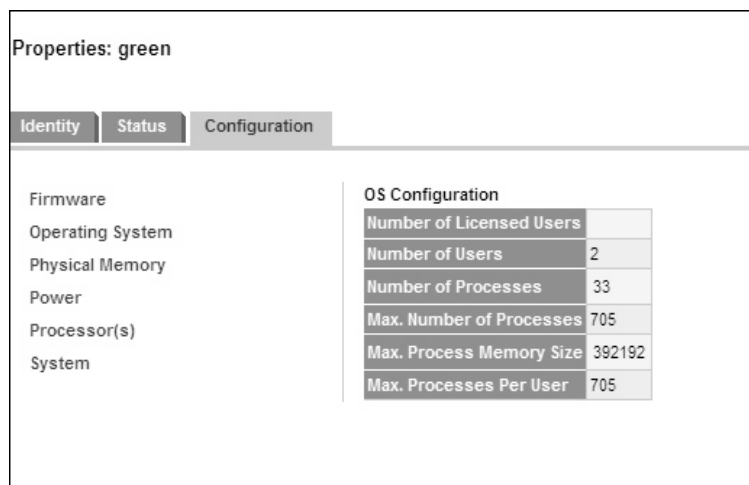 Properties: green
Identity Status Configuration
Firmware
Operating System
Physical Memory
Power
Processor(s)
System
OS Configuration
Number of Licensed Users
Number of Users 2
Number of Processes 33
Max. Number of Processes 705
Max. Process Memory Size 392192
Max. Processes Per User 705